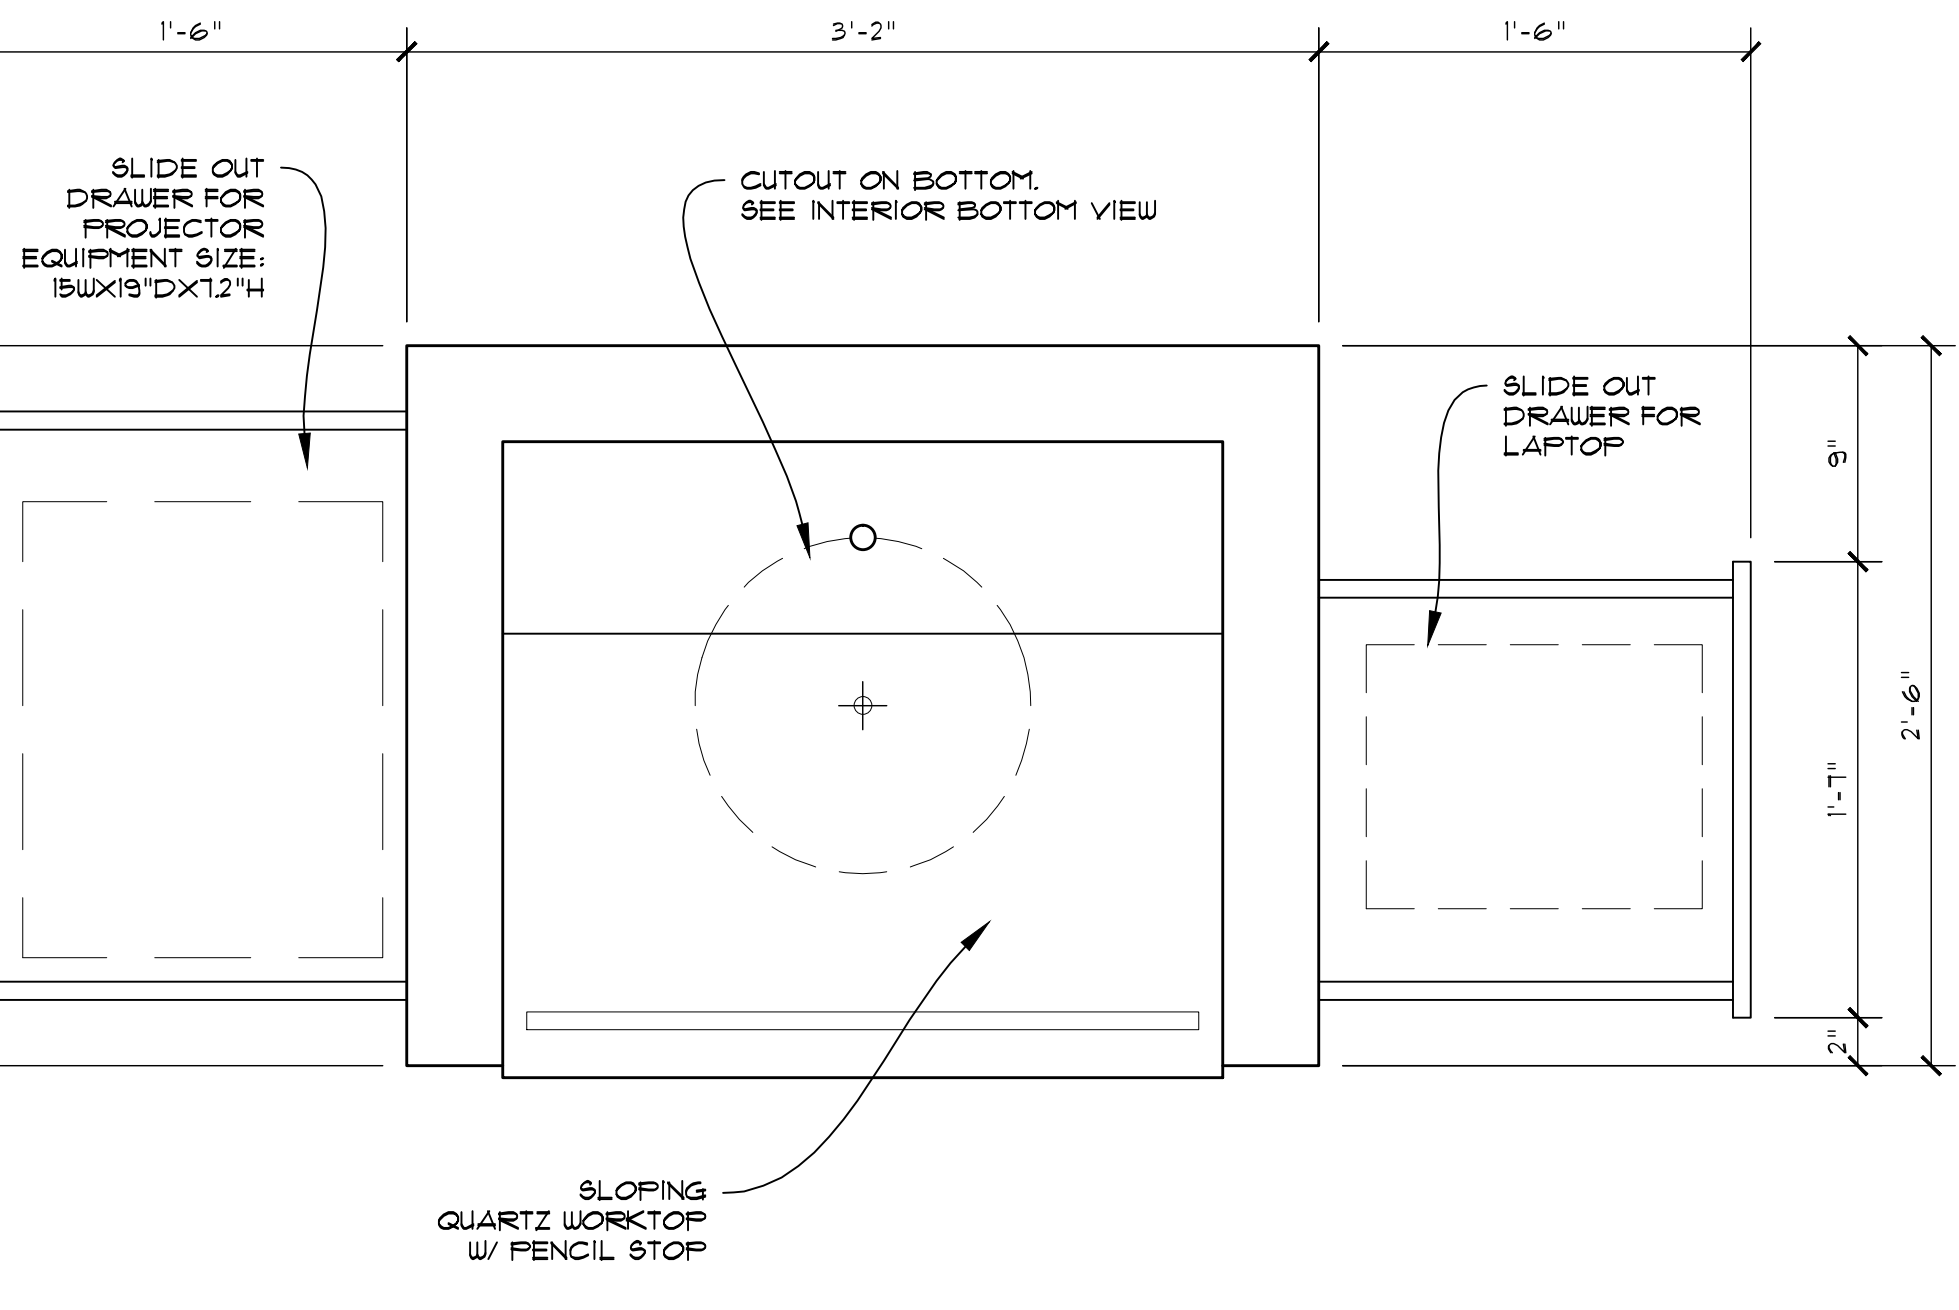 1'-6"
3'-2"
1'-6"
SLIDE OUT
DRAWER FOR
PROJECTOR
EQUIPMENT SIZE:
15WX19"DX7.2"H
CUTOUT ON BOTTOM.
SEE INTERIOR BOTTOM VIEW
SLIDE OUT
DRAWER FOR
LAPTOP
9"
2'-6"
1'-7"
2"
SLOPING
QUARTZ WORKTOP
W/ PENCIL STOP